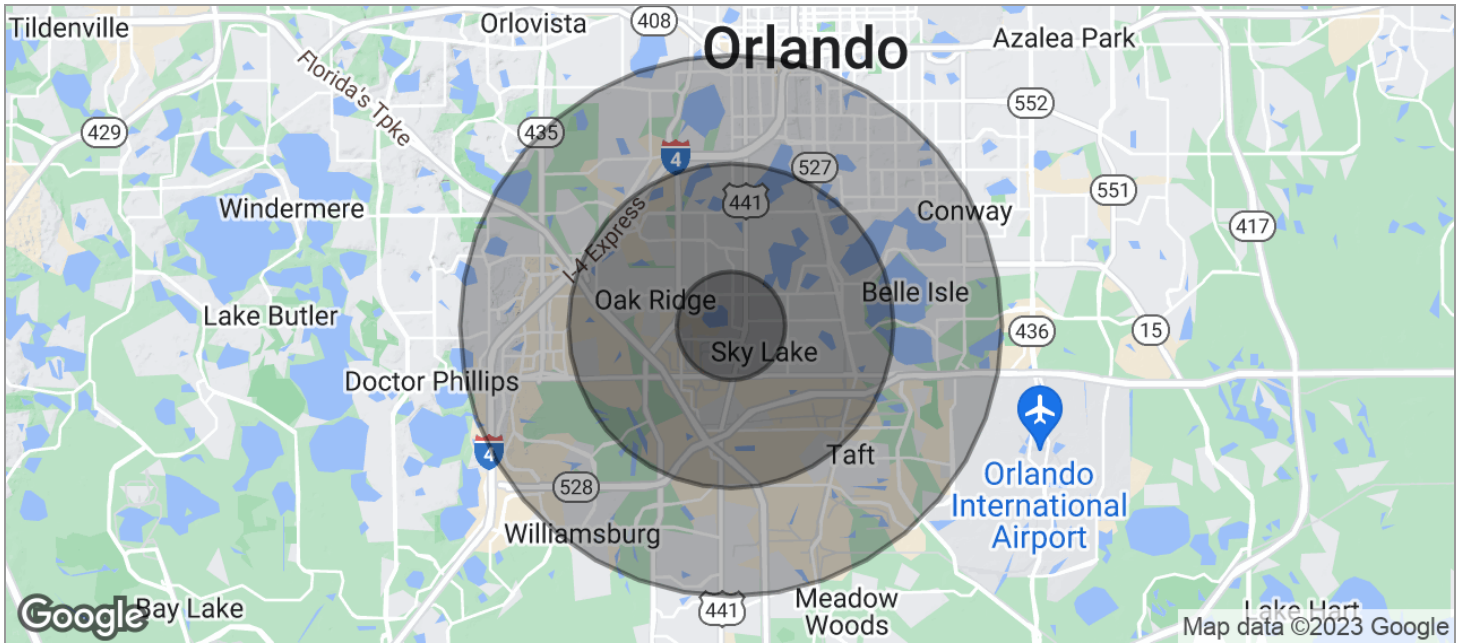 Tildenville
Orlovista
408
Orlando
Azalea Park
Florida's Tpke
429
435
552
4
527
441
551
Windermere
Conway
417
I-4 Express
Oak Ridge
Belle Isle
Lake Butler
436
15
Sky Lake
Doctor Phillips
4
Taft
Orlando
International
Airport
528
Williamsburg
Google
Bay Lake
441
Meadow
Woods
Lake Hart
Map data ©2023 Google